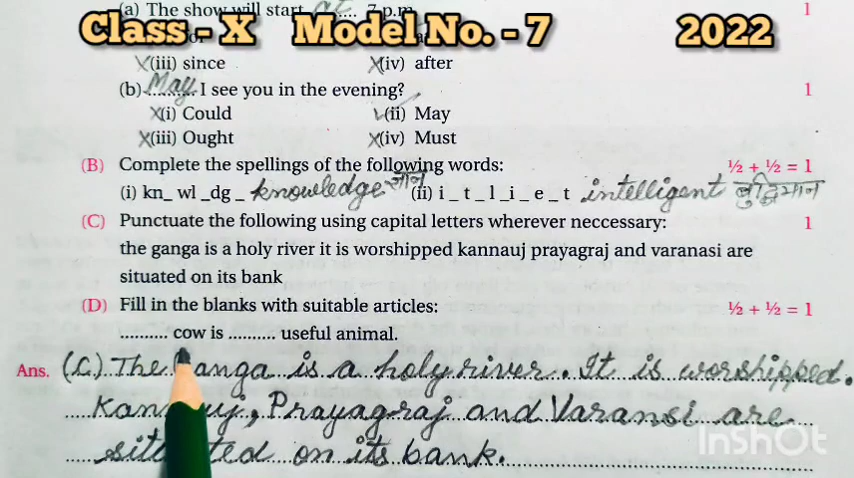 (a) The show will start at .... 7 p.m.
Class - X Model No. - 7 2022
X(iii) since X(iv) after
(b) May I see you in the evening? 1
X(i) Could (ii) May
X(iii) Ought X(iv) Must
(B) Complete the spellings of the following words: ½ + ½ = 1
(i) kn_ wl _dg _ knowledge ज्ञान (ii) i _ t _ l _i _ e _ t intelligent बुद्धिमान
(C) Punctuate the following using capital letters wherever neccessary: 1
the ganga is a holy river it is worshipped kannauj prayagraj and varanasi are
situated on its bank
(D) Fill in the blanks with suitable articles: ½ + ½ = 1
.......... cow is .......... useful animal.
Ans. (C) The Ganga is a holy river. It is worshipped.
Kannauj, Prayagraj and Varansi are
situated on its bank.
InShOt